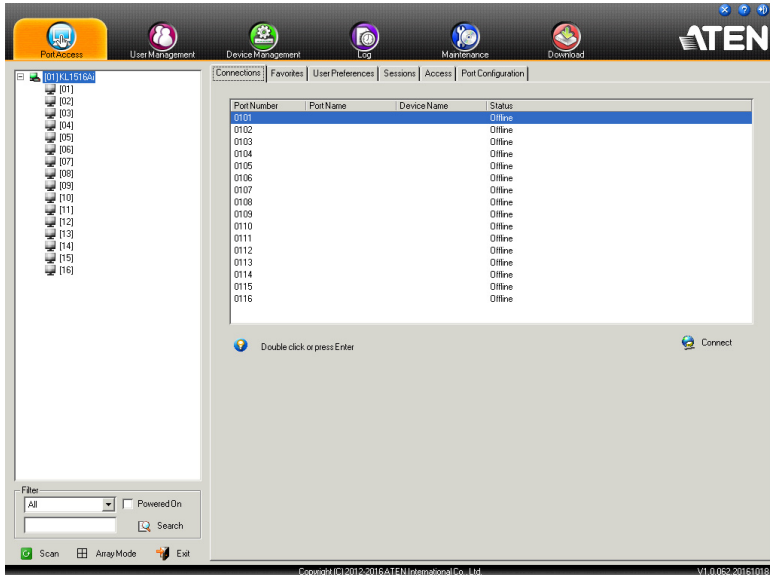 ATEN
PortAccess User Management Device Management Log Maintenance Download
[01]KL1516Ai
[01]
[02]
[03]
[04]
[05]
[06]
[07]
[08]
[09]
[10]
[11]
[12]
[13]
[14]
[15]
[16]
Connections Favorites User Preferences Sessions Access Port Configuration
Port Number Port Name Device Name Status
0101 Offline
0102 Offline
0103 Offline
0104 Offline
0105 Offline
0106 Offline
0107 Offline
0108 Offline
0109 Offline
0110 Offline
0111 Offline
0112 Offline
0113 Offline
0114 Offline
0115 Offline
0116 Offline
Double click or press Enter
Connect
Filter
All
Powered On
Search
Scan Array Mode Exit
Copyright (C) 2012-2016 ATEN International Co., Ltd. V1.0.062.20161018